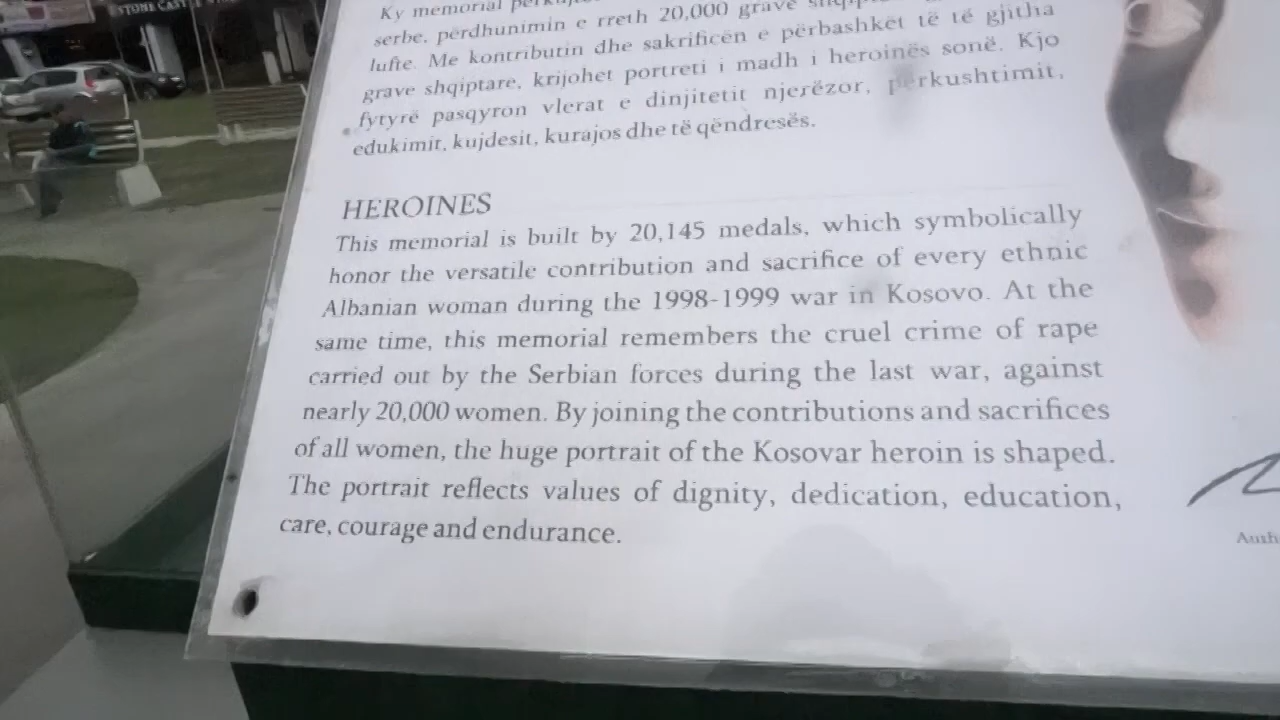 STONE CAST
Ky memorial
serbe, përdhunimin e rreth 20,000 grave
lufte. Me kontributin dhe sakrificën e përbashkët të të gjitha
grave shqiptare, krijohet portreti i madh i heroinës sonë. Kjo
fytyrë pasqyron vlerat e dinjitetit njerëzor, përkushtimit,
edukimit, kujdesit, kurajos dhe të qëndresës.
HEROINES
This memorial is built by 20,145 medals, which symbolically
honor the versatile contribution and sacrifice of every ethnic
Albanian woman during the 1998-1999 war in Kosovo. At the
same time, this memorial remembers the cruel crime of rape
carried out by the Serbian forces during the last war, against
nearly 20,000 women. By joining the contributions and sacrifices
of all women, the huge portrait of the Kosovar heroin is shaped.
The portrait reflects values of dignity, dedication, education,
care, courage and endurance.